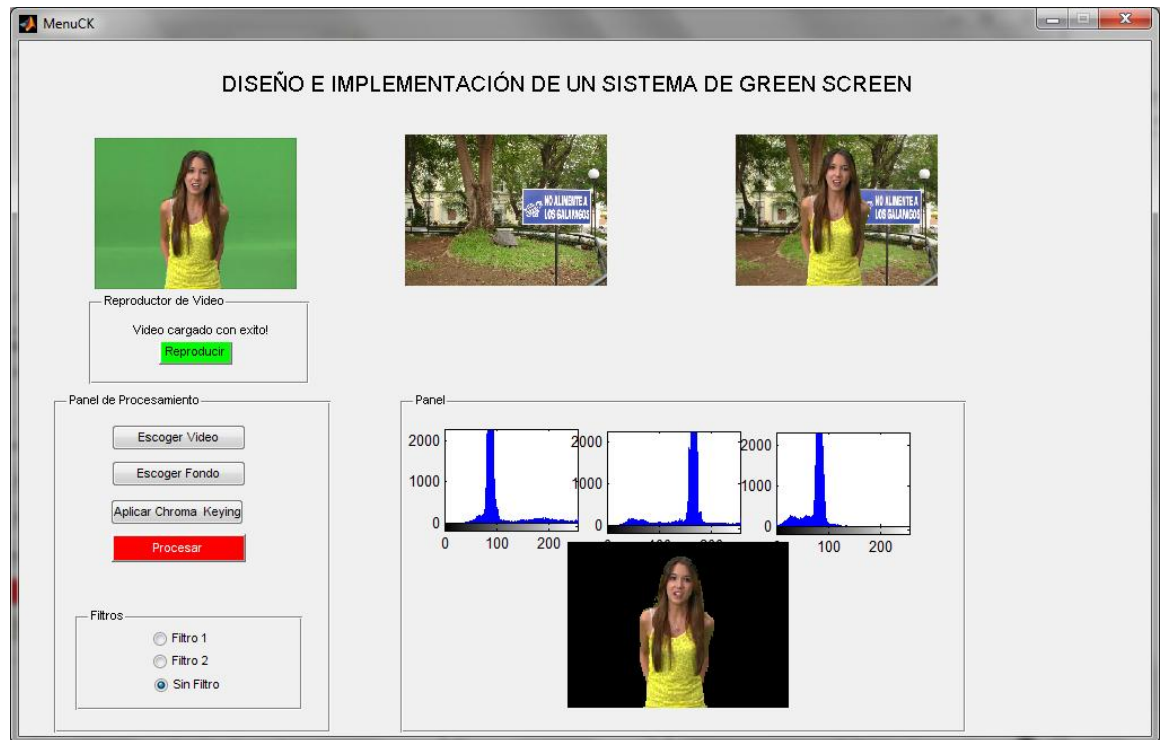 MenuCK
DISEÑO E IMPLEMENTACIÓN DE UN SISTEMA DE GREEN SCREEN
NO ALIMENTE A
LOS GALAPAGOS
NO ALIMENTE A
LOS GALAPAGOS
Reproductor de Video
Video cargado con exito!
Reproducir
Panel de Procesamiento
Escoger Video
Escoger Fondo
Aplicar Chroma Keying
Procesar
Filtros
Filtro 1
Filtro 2
Sin Filtro
Panel
2000
1000
0
0 100 200
2000
1000
0
2000
1000
0
100 200